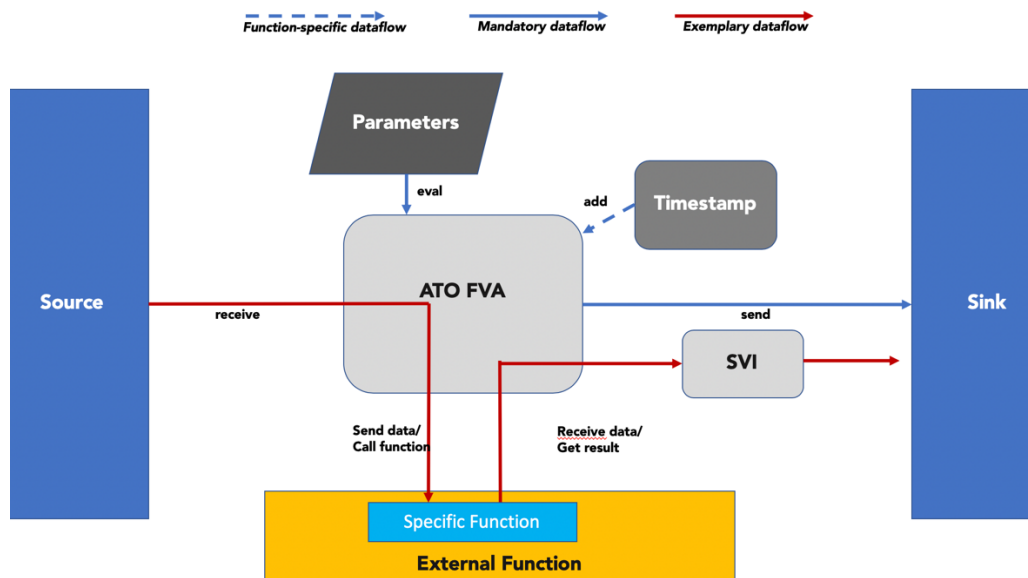 Function-specific dataflow
Mandatory dataflow
Exemplary dataflow
Parameters
eval
add
Timestamp
Source
ATO FVA
Sink
receive
send
SVI
Send data/
Call function
Receive data/
Get result
Specific Function
External Function